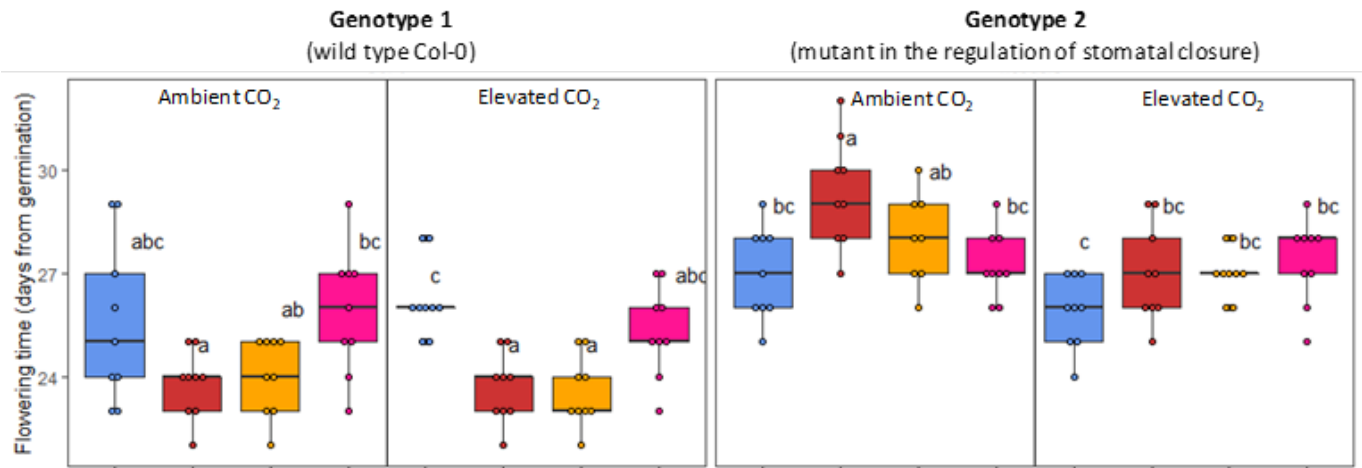 Genotype 1
(wild type Col-0)
Genotype 2
(mutant in the regulation of stomatal closure)
Flowering time (days from germination)
30
27
24
Ambient CO₂
abc
a
ab
bc
Elevated CO₂
c
a
a
abc
Ambient CO₂
bc
a
ab
bc
Elevated CO₂
c
bc
bc
bc